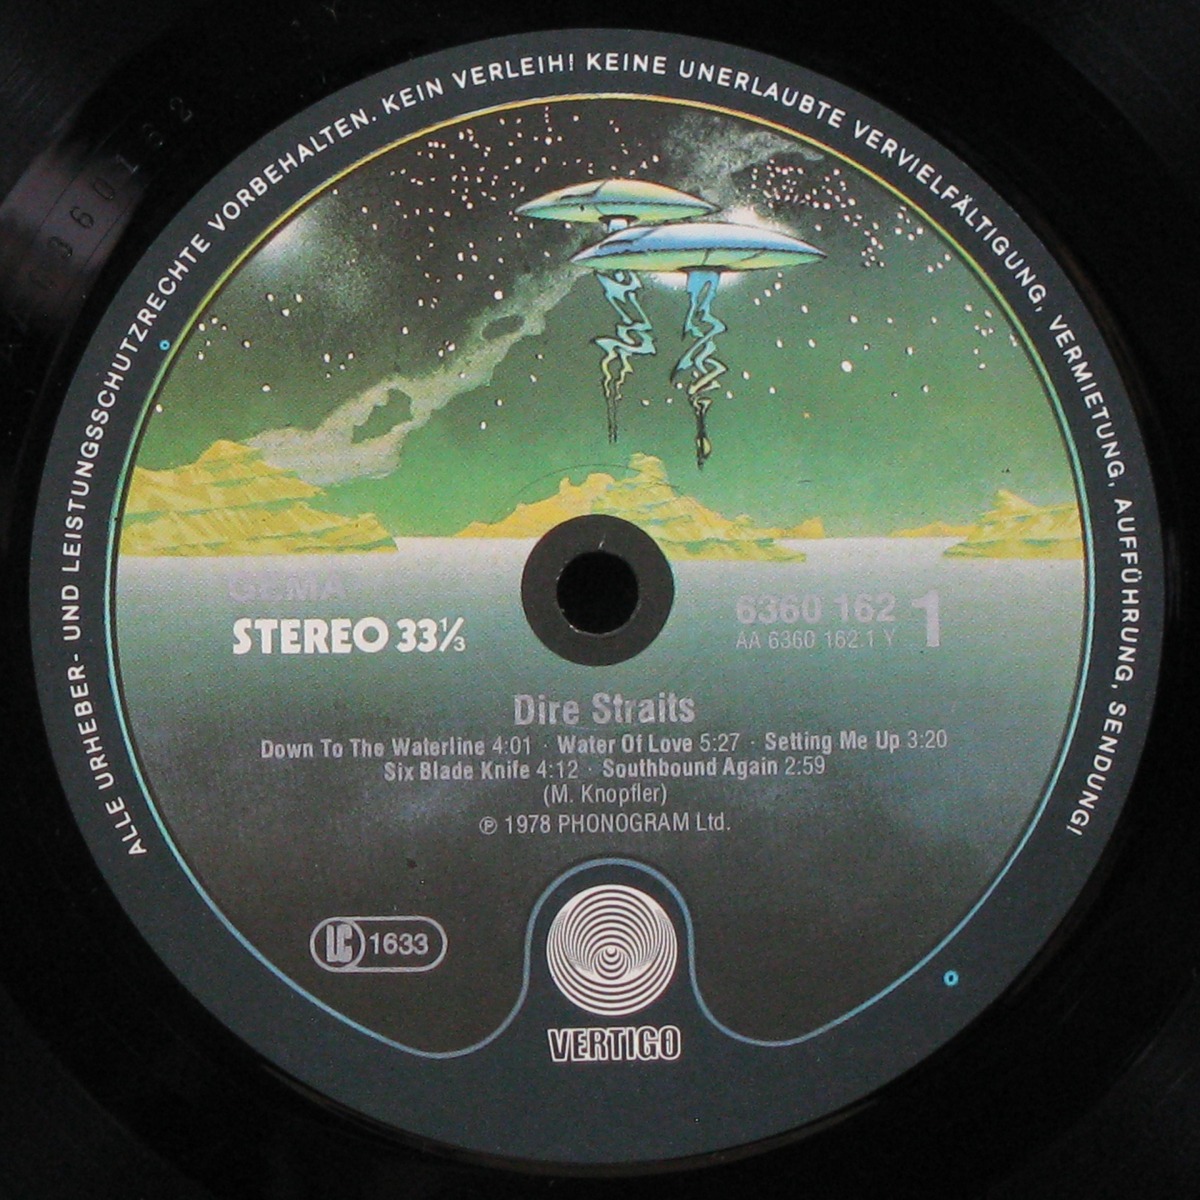 ALLE URHEBER- UND LEISTUNGSSCHUTZRECHTE VORBEHALTEN. KEIN VERLEIH! KEINE UNERLAUBTE VERVIELFÄLTIGUNG, VERMIETUNG, AUFFÜHRUNG, SENDUNG!
GEMA
STEREO 33⅓
6360 162 1
AA 6360 162.1 Y
Dire Straits
Down To The Waterline 4:01 · Water Of Love 5:27 · Setting Me Up 3:20
Six Blade Knife 4:12 · Southbound Again 2:59
(M. Knopfler)
℗ 1978 PHONOGRAM Ltd.
LC 1633
VERTIGO